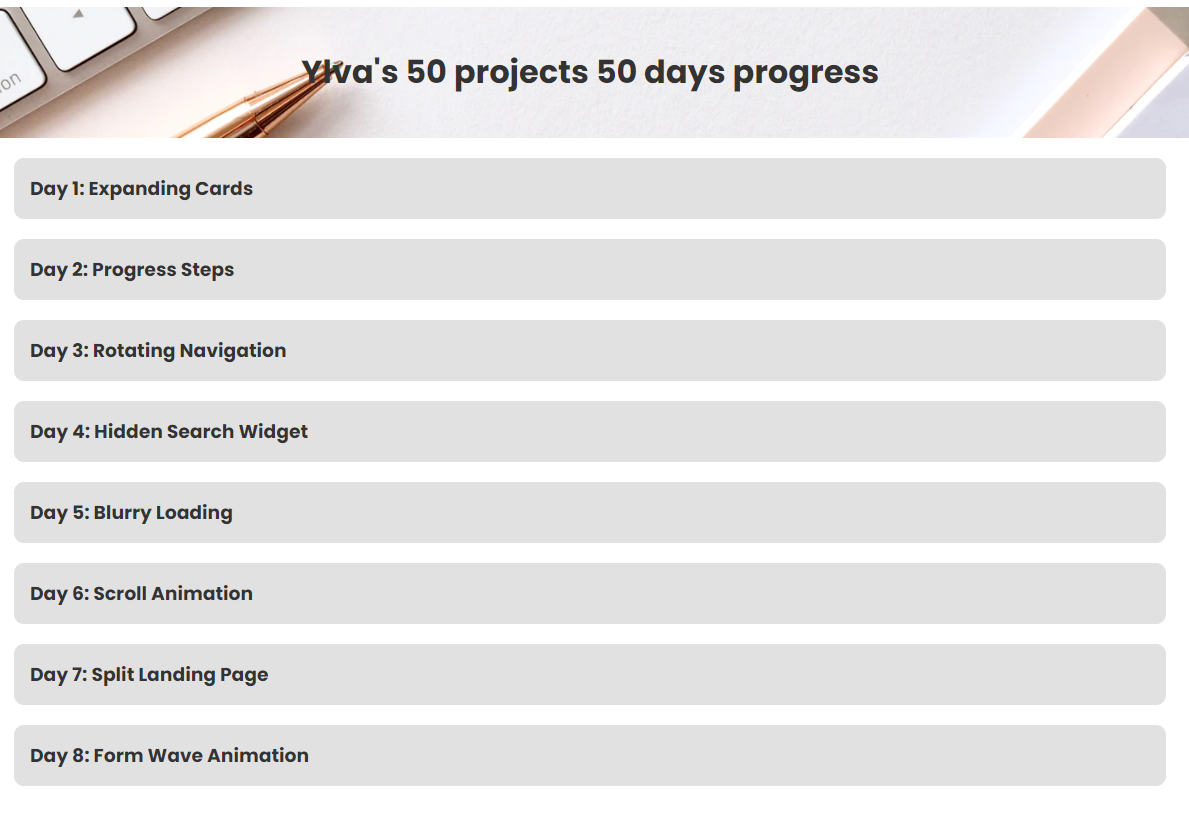 on
Ylva's 50 projects 50 days progress
Day 1: Expanding Cards
Day 2: Progress Steps
Day 3: Rotating Navigation
Day 4: Hidden Search Widget
Day 5: Blurry Loading
Day 6: Scroll Animation
Day 7: Split Landing Page
Day 8: Form Wave Animation